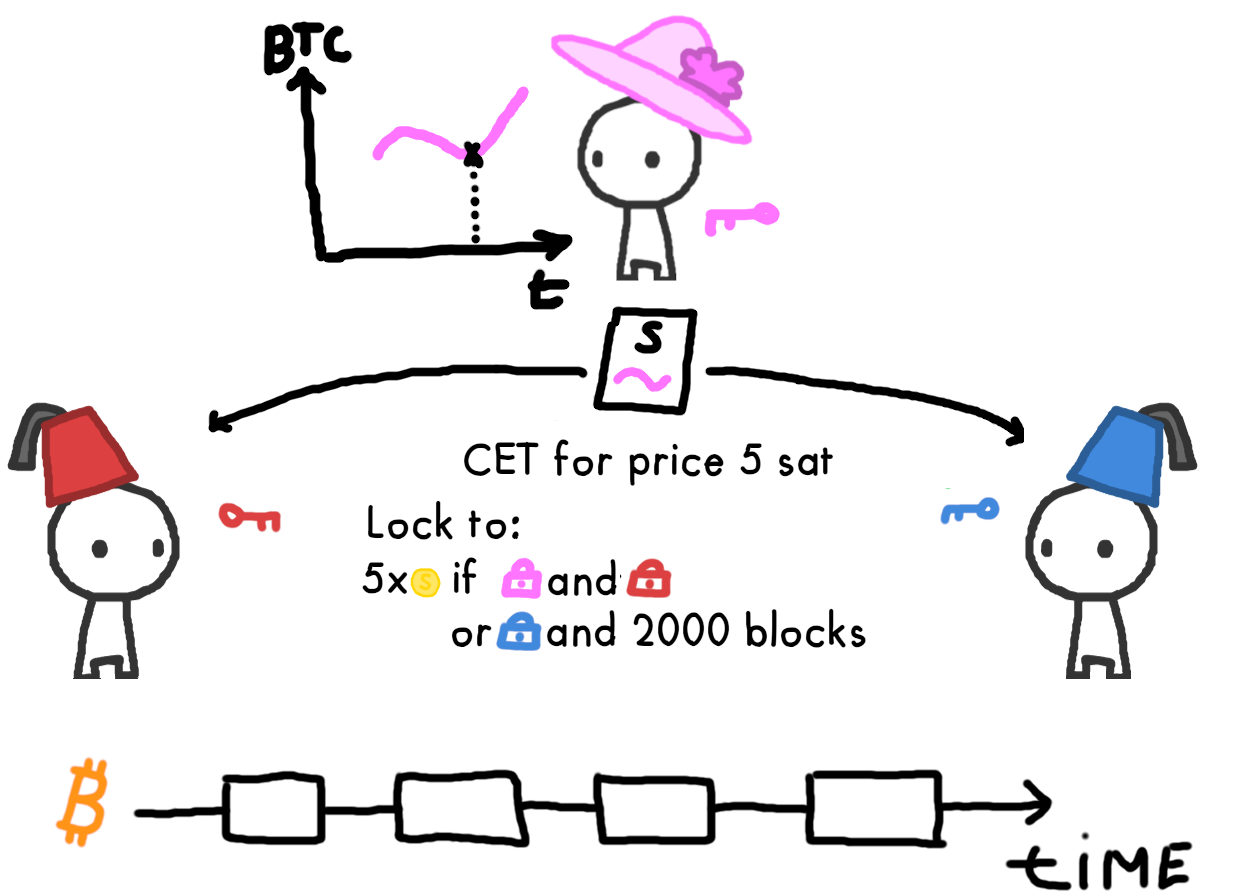 BTC
t
S
CET for price 5 sat
Lock to:
5x S if and
or and 2000 blocks
TIME